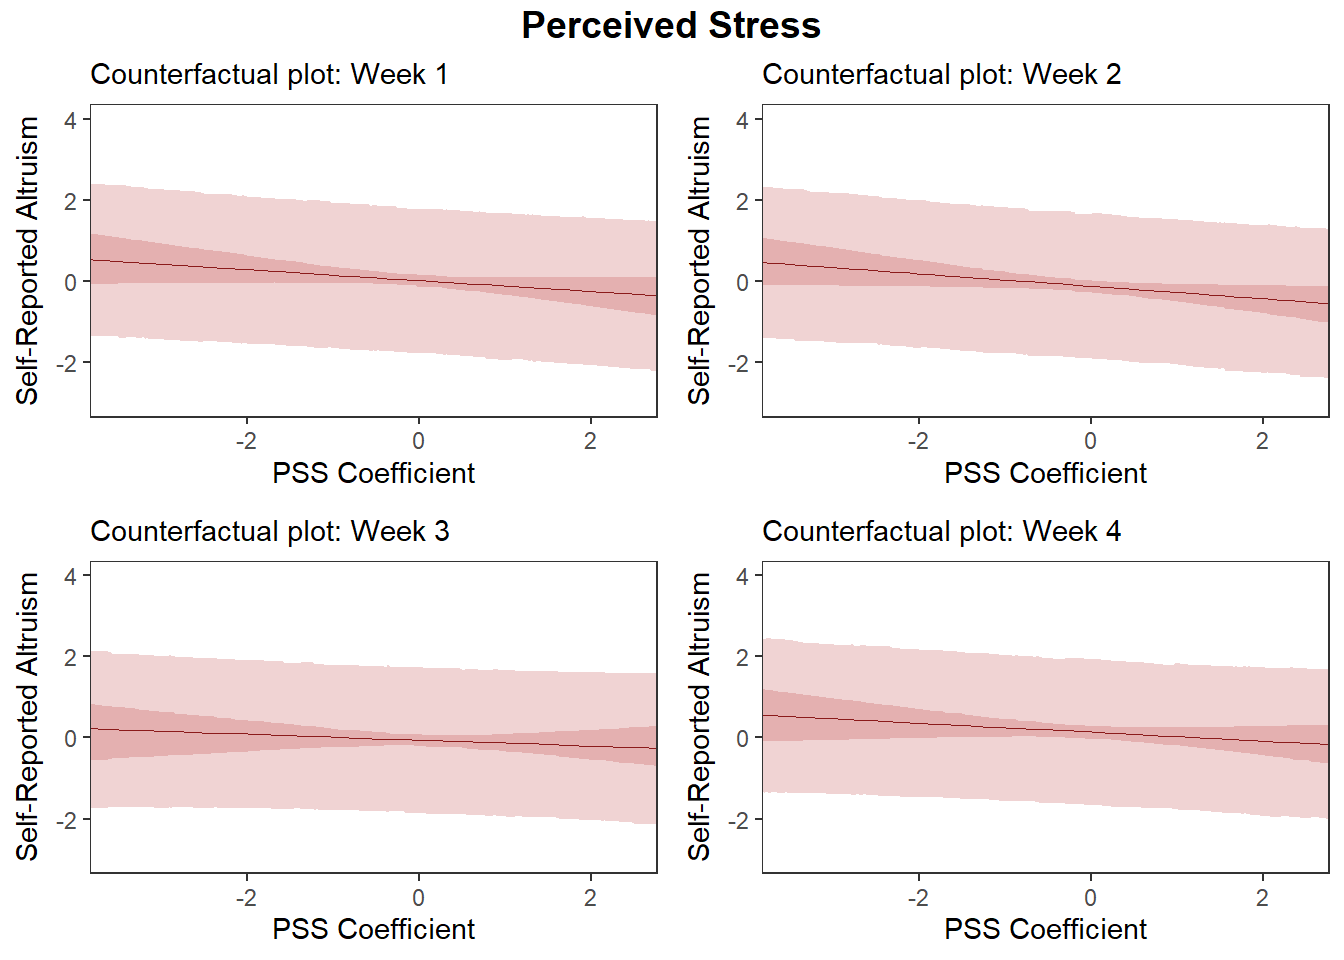 Perceived Stress
Counterfactual plot: Week 1
Self-Reported Altruism
4
2
0
-2
-2 0 2
PSS Coefficient
Counterfactual plot: Week 2
Self-Reported Altruism
4
2
0
-2
-2 0 2
PSS Coefficient
Counterfactual plot: Week 3
Self-Reported Altruism
4
2
0
-2
-2 0 2
PSS Coefficient
Counterfactual plot: Week 4
Self-Reported Altruism
4
2
0
-2
-2 0 2
PSS Coefficient